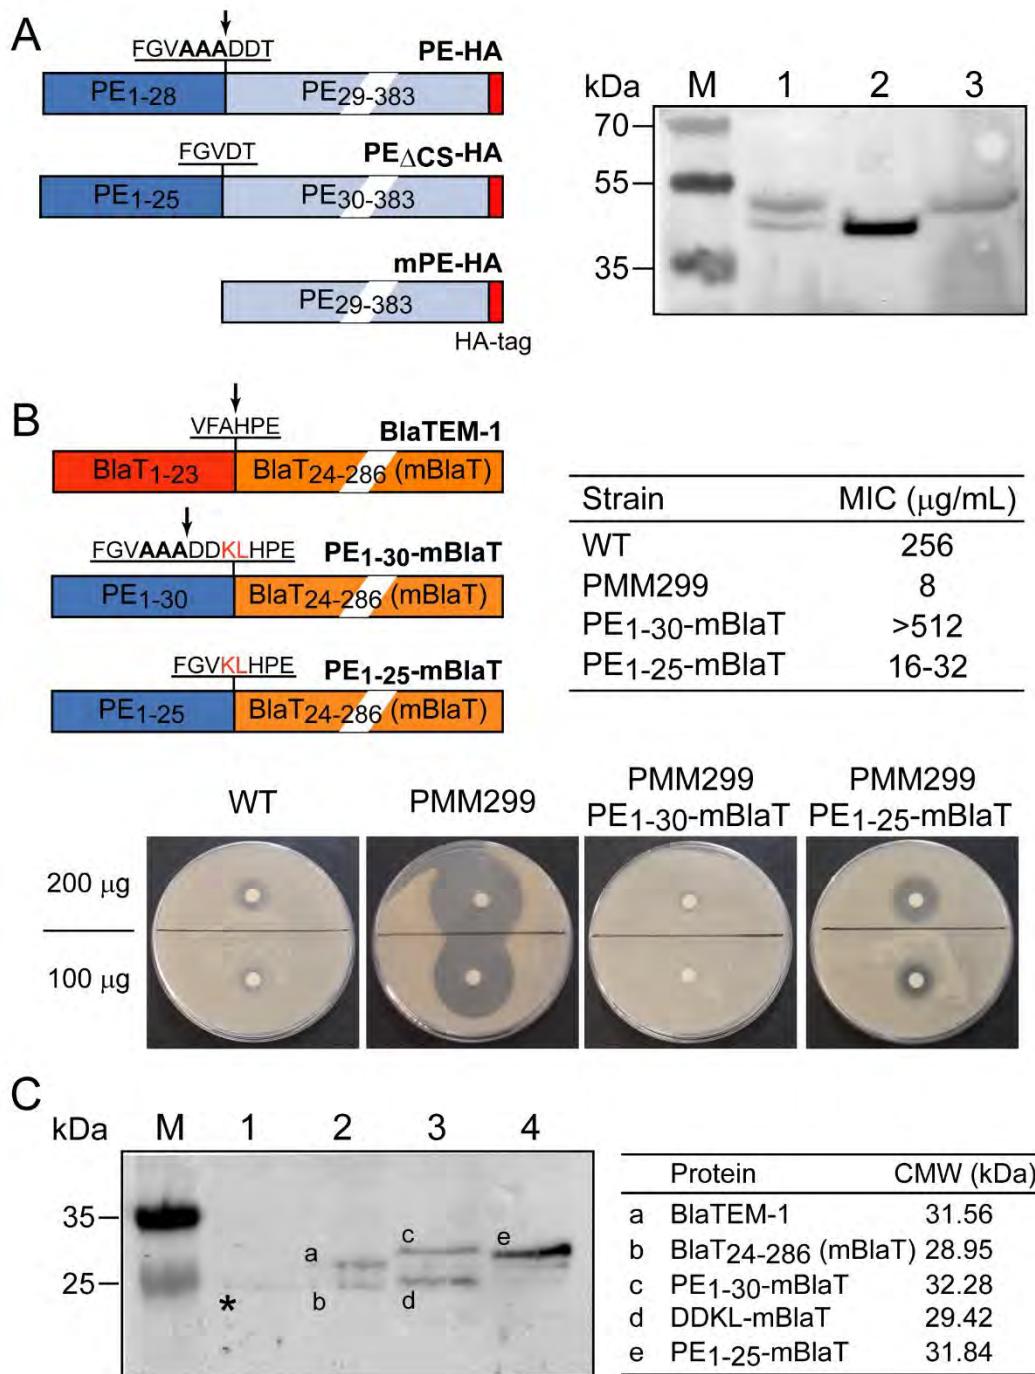 A
FGVAAADDT
PE-HA
PE1-28
PE29-383
FGVDT
PEΔCS-HA
PE1-25
PE30-383
mPE-HA
PE29-383
HA-tag
kDa M 1 2 3
70
55
35
B
VFAHPE
BlaTEM-1
BlaT1-23
BlaT24-286 (mBlaT)
FGVAAADDKLHPE
PE1-30-mBlaT
PE1-30
BlaT24-286 (mBlaT)
FGVKLHPE
PE1-25-mBlaT
PE1-25
BlaT24-286 (mBlaT)
Strain MIC (μg/mL)
WT 256
PMM299 8
PE1-30-mBlaT >512
PE1-25-mBlaT 16-32
WT
PMM299
PMM299
PE1-30-mBlaT
PMM299
PE1-25-mBlaT
200 μg
100 μg
C
kDa M 1 2 3 4
35
25
*
a
b
c
d
e
Protein CMW (kDa)
a BlaTEM-1 31.56
b BlaT24-286 (mBlaT) 28.95
c PE1-30-mBlaT 32.28
d DDKL-mBlaT 29.42
e PE1-25-mBlaT 31.84